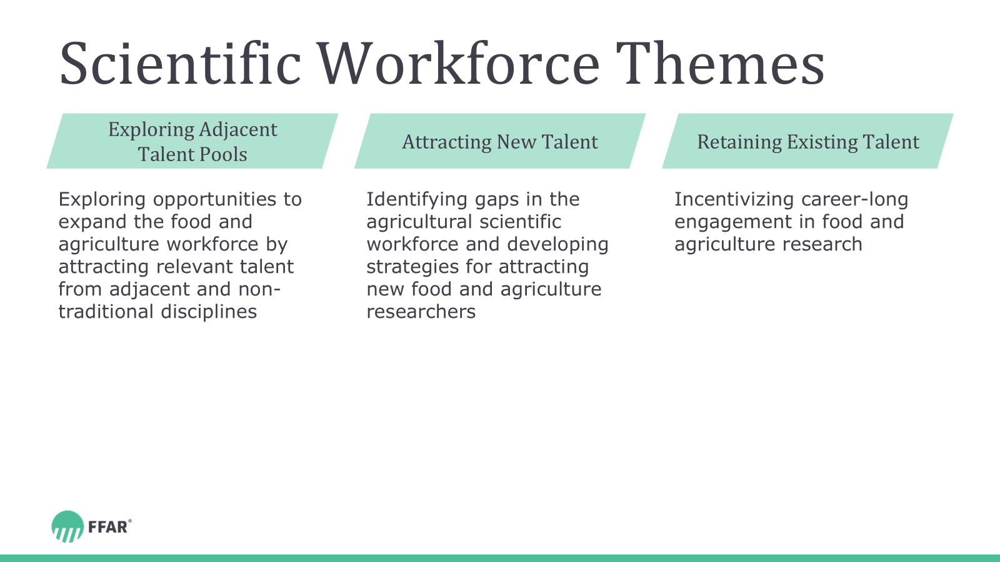 Scientific Workforce Themes
Exploring Adjacent
Talent Pools
Exploring opportunities to
expand the food and
agriculture workforce by
attracting relevant talent
from adjacent and non-
traditional disciplines
Attracting New Talent
Identifying gaps in the
agricultural scientific
workforce and developing
strategies for attracting
new food and agriculture
researchers
Retaining Existing Talent
Incentivizing career-long
engagement in food and
agriculture research
FFAR®